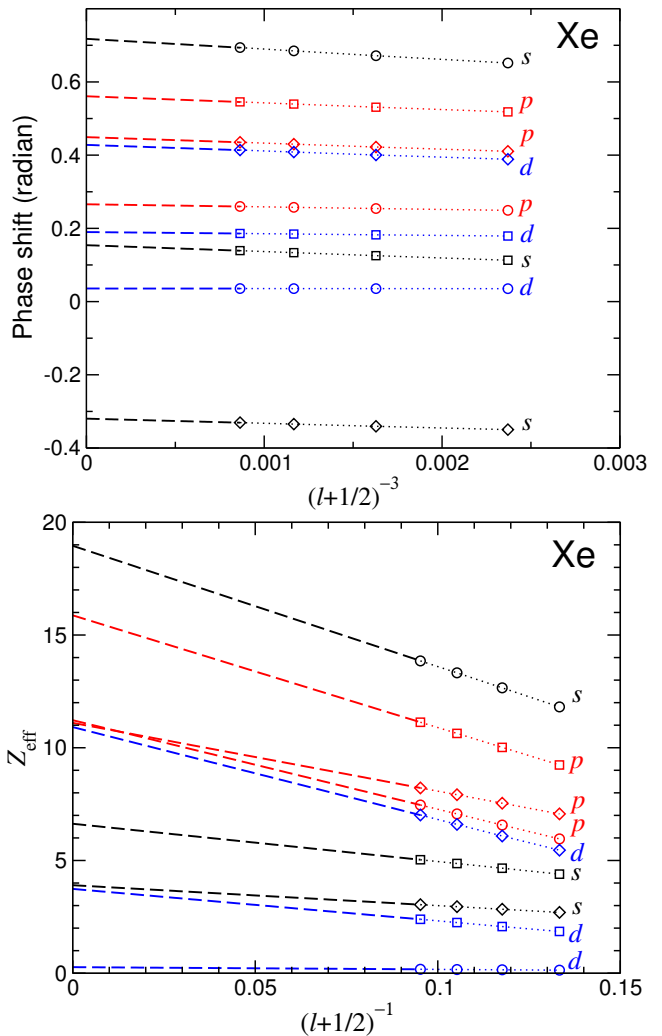 Xe
0.6
0.4
0.2
0
-0.2
-0.4
Phase shift (radian)
s
p
p
d
p
d
s
d
s
0 0.001 0.002 0.003
(l+1/2)⁻³
Xe
20
15
10
5
0
Z_eff
s
p
p
p
d
s
s
d
d
0 0.05 0.1 0.15
(l+1/2)⁻¹